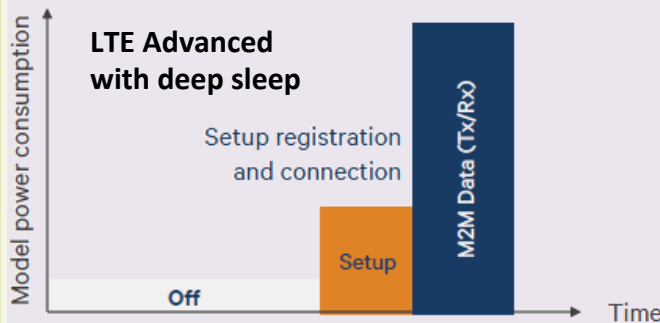 Model power consumption
LTE Advanced
with deep sleep
Setup registration
and connection
M2M Data (Tx/Rx)
Setup
Off
Time